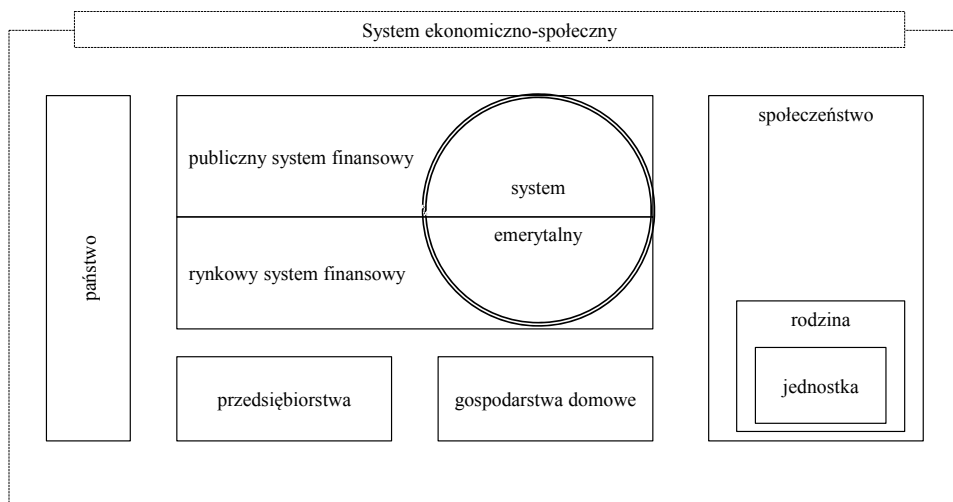 System ekonomiczno-społeczny
państwo
publiczny system finansowy
system
emerytalny
rynkowy system finansowy
przedsiębiorstwa
gospodarstwa domowe
społeczeństwo
rodzina
jednostka